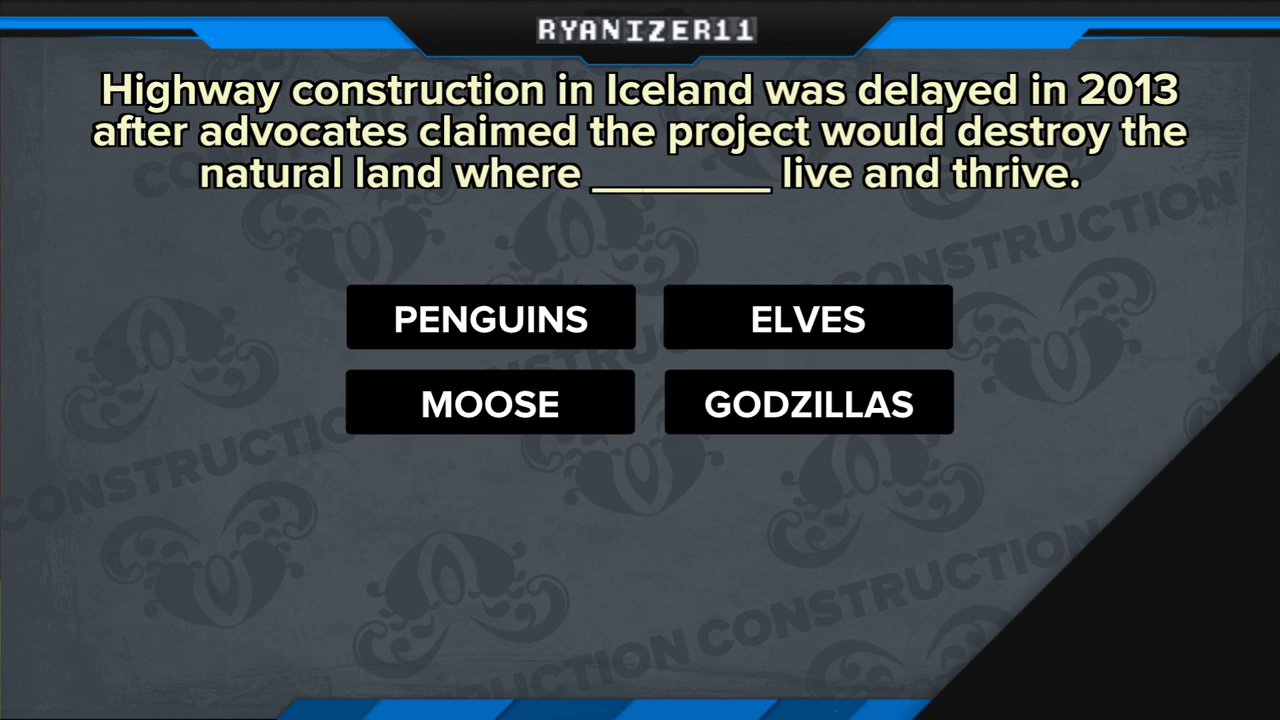 RYANIZER11
Highway construction in Iceland was delayed in 2013
after advocates claimed the project would destroy the
natural land where _______ live and thrive.
PENGUINS
ELVES
MOOSE
GODZILLAS
CONSTRUCTION
CONSTRUCTION
CONSTRUCTION
CONSTRUCTION